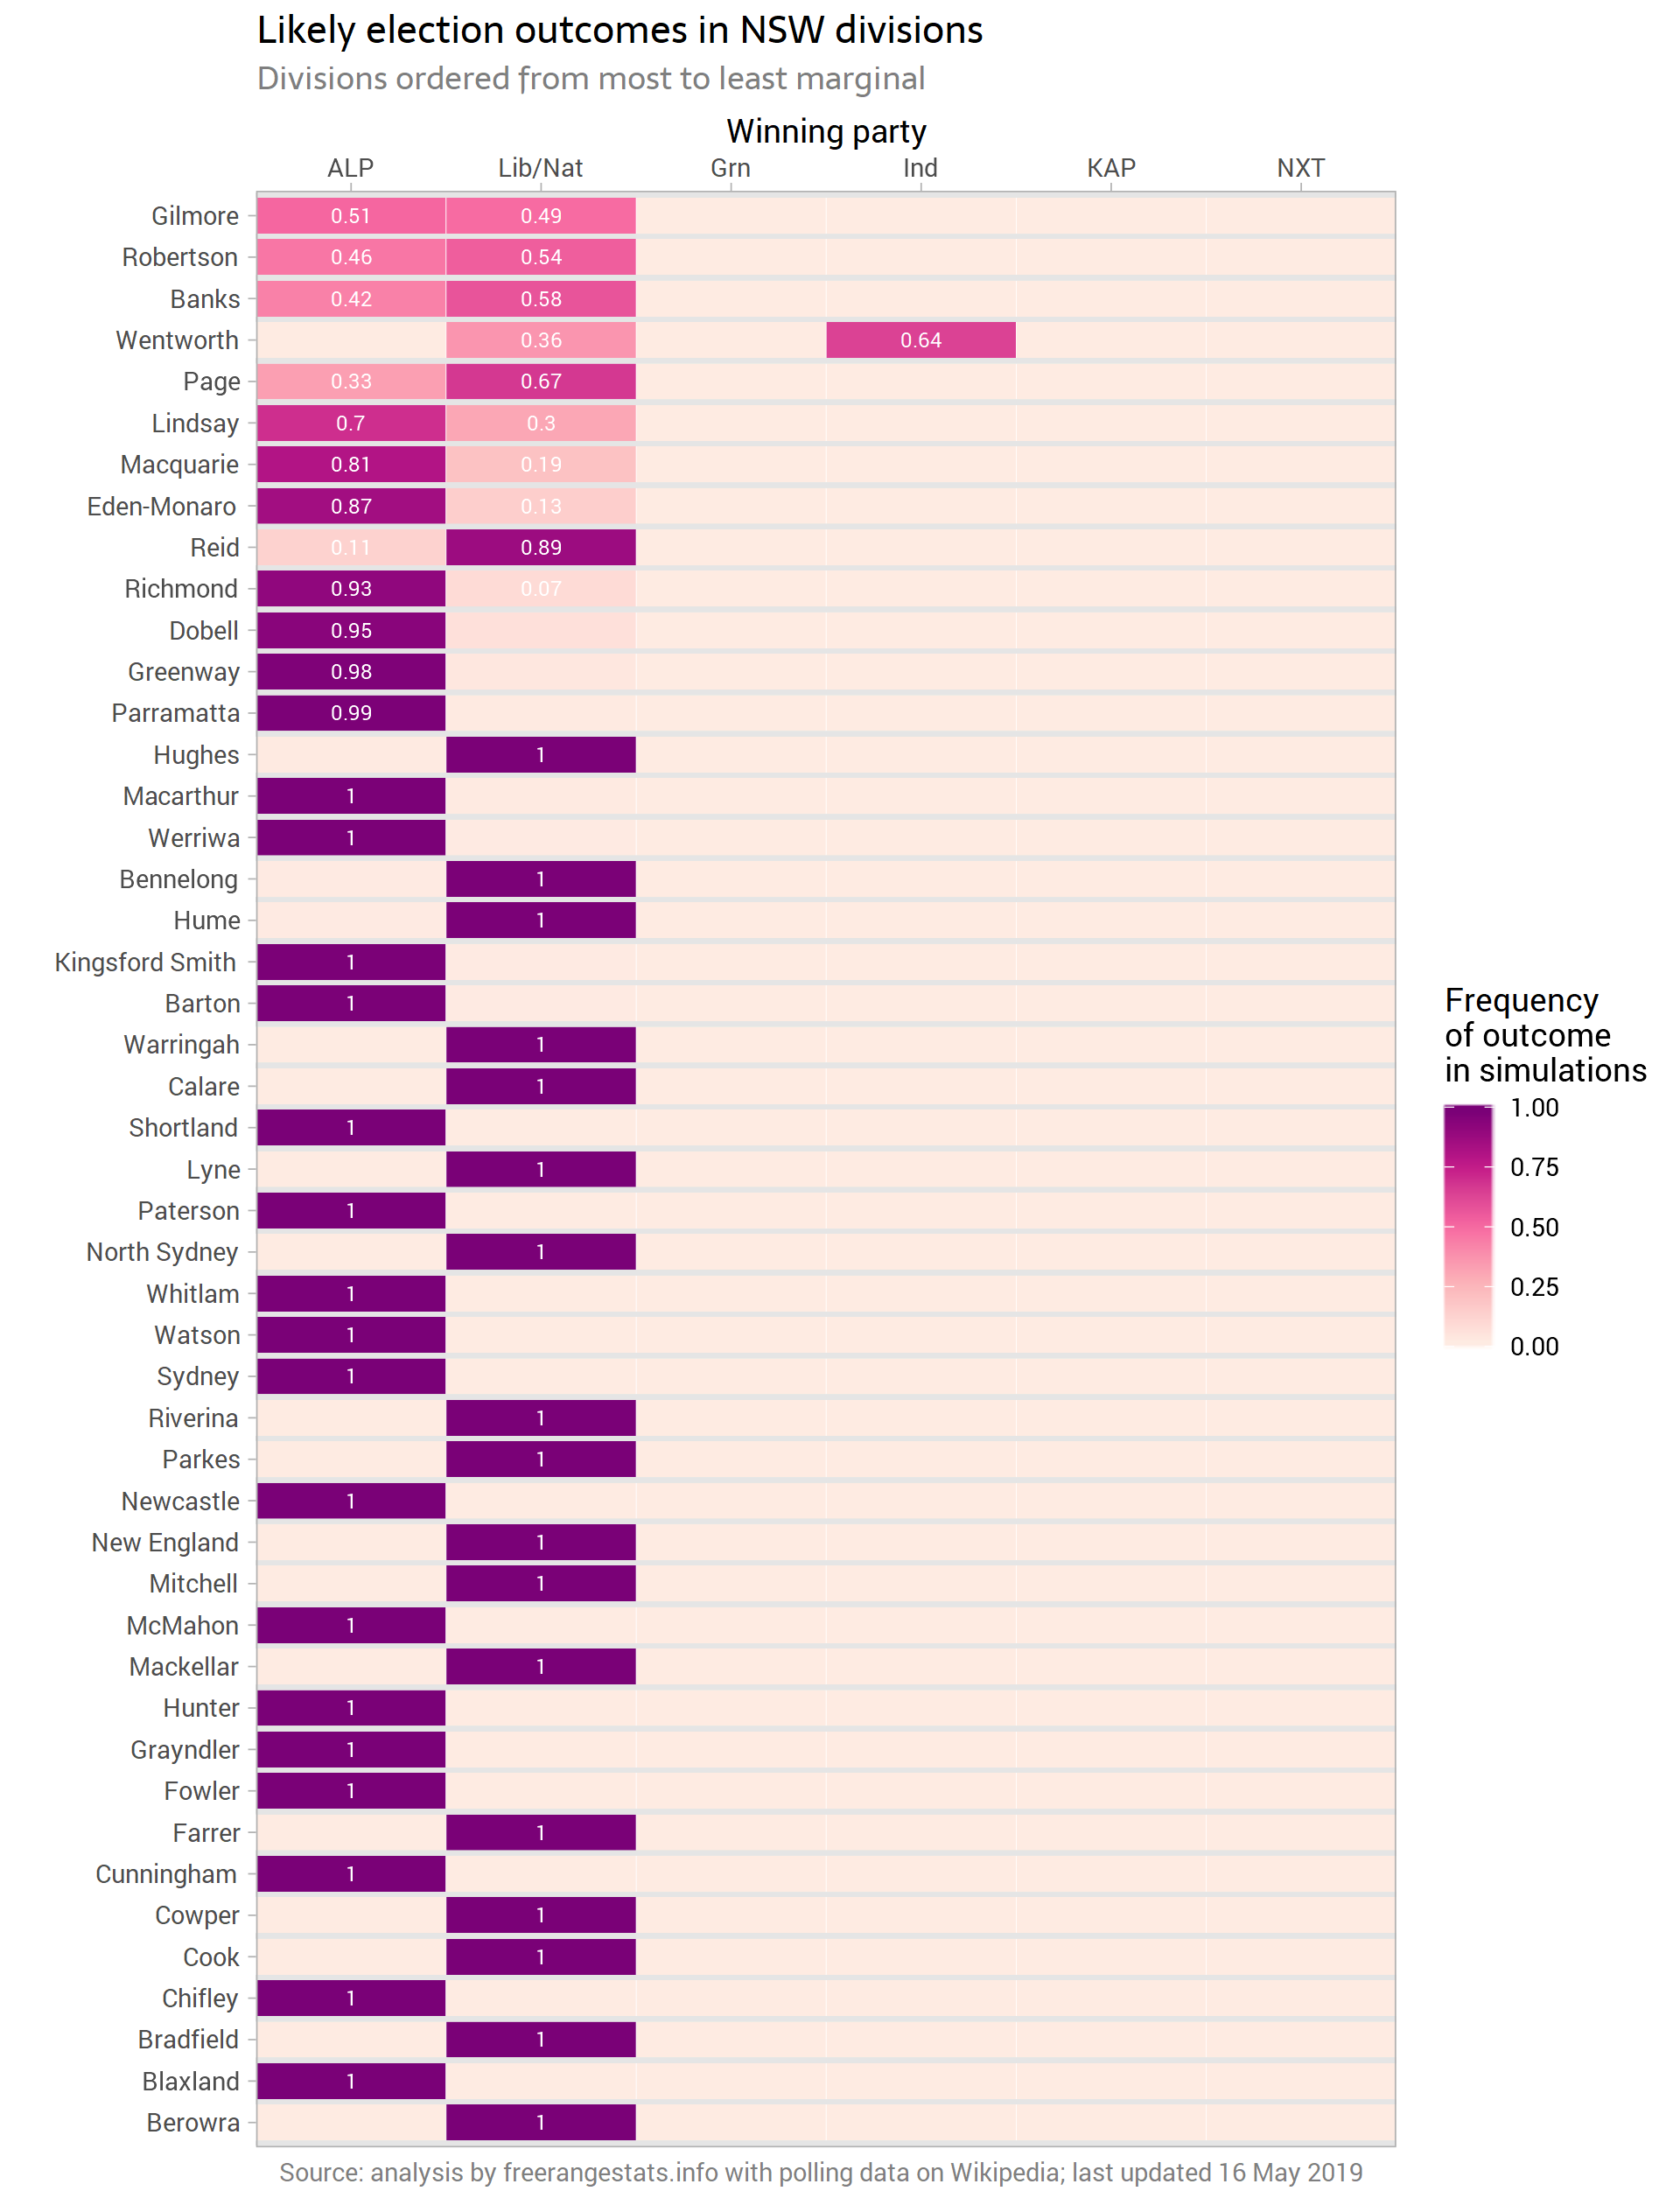 Likely election outcomes in NSW divisions
Divisions ordered from most to least marginal
Winning party
ALP Lib/Nat Grn Ind KAP NXT
Gilmore 0.51 0.49
Robertson 0.46 0.54
Banks 0.42 0.58
Wentworth 0.36 0.64
Page 0.33 0.67
Lindsay 0.7 0.3
Macquarie 0.81 0.19
Eden-Monaro 0.87 0.13
Reid 0.11 0.89
Richmond 0.93 0.07
Dobell 0.95
Greenway 0.98
Parramatta 0.99
Hughes 1
Macarthur 1
Werriwa 1
Bennelong 1
Hume 1
Kingsford Smith 1
Barton 1
Warringah 1
Calare 1
Shortland 1
Lyne 1
Paterson 1
North Sydney 1
Whitlam 1
Watson 1
Sydney 1
Riverina 1
Parkes 1
Newcastle 1
New England 1
Mitchell 1
McMahon 1
Mackellar 1
Hunter 1
Grayndler 1
Fowler 1
Farrer 1
Cunningham 1
Cowper 1
Cook 1
Chifley 1
Bradfield 1
Blaxland 1
Berowra 1
Frequency
of outcome
in simulations
1.00
0.75
0.50
0.25
0.00
Source: analysis by freerangestats.info with polling data on Wikipedia; last updated 16 May 2019